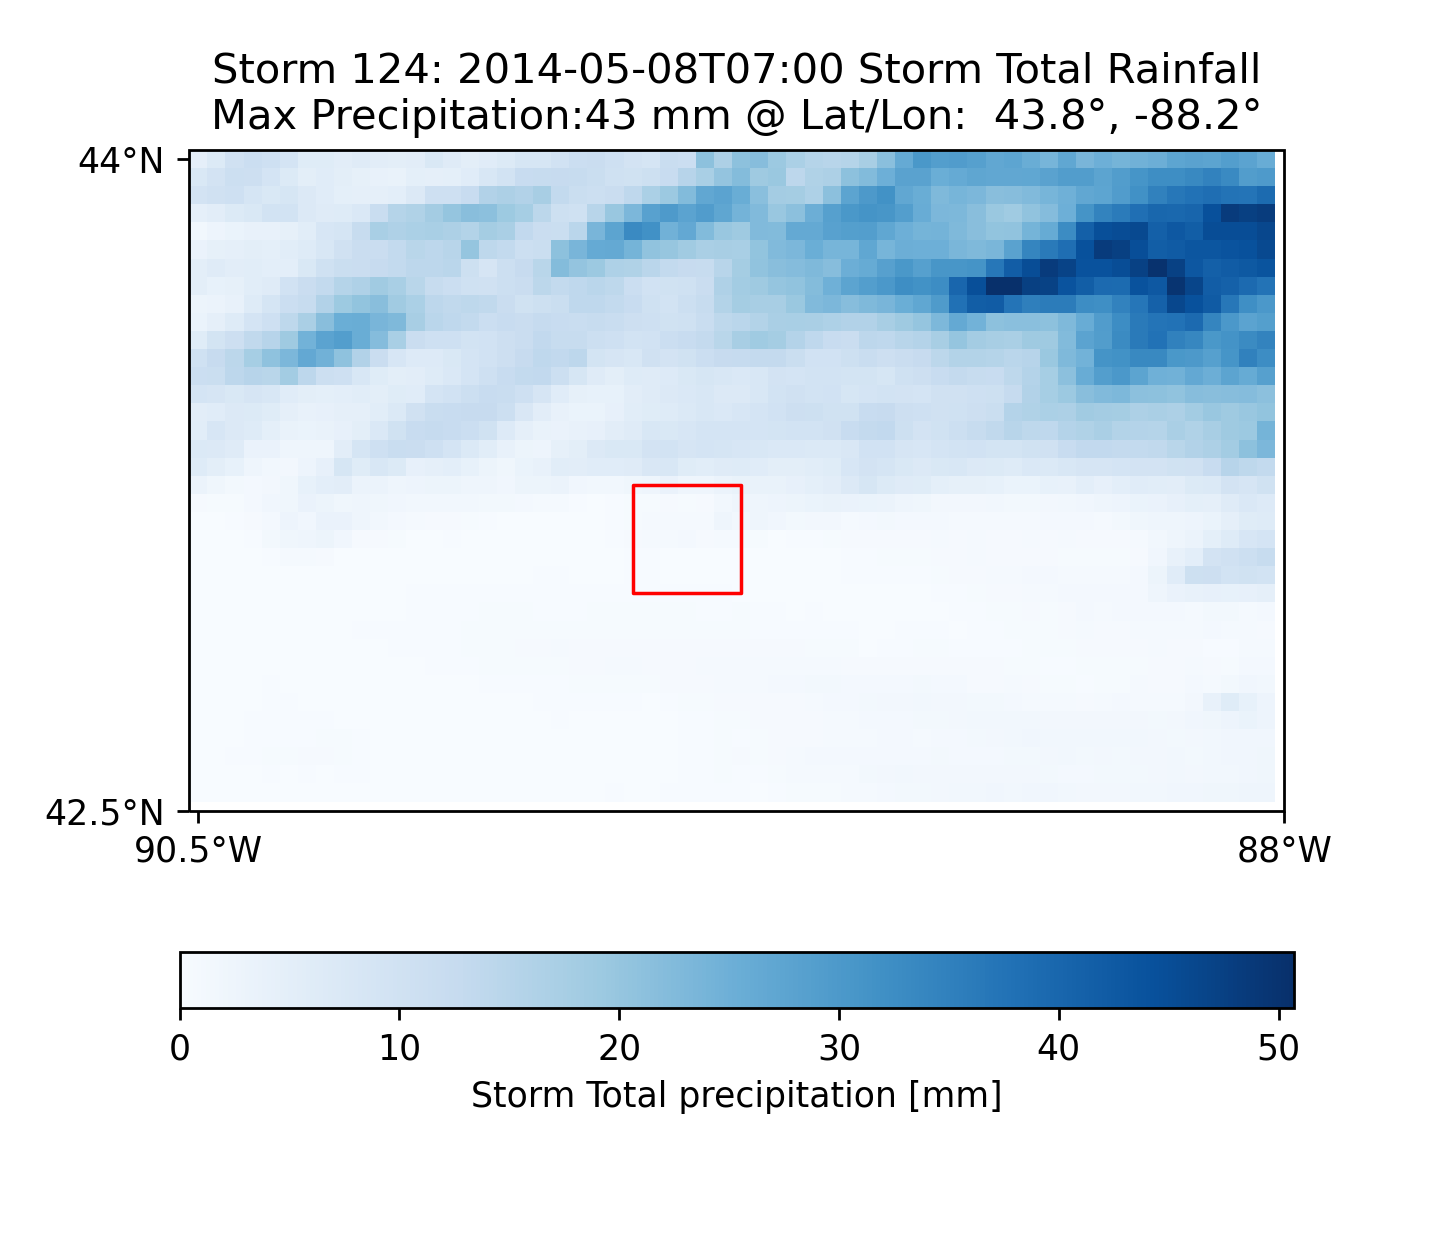 Storm 124: 2014-05-08T07:00 Storm Total Rainfall
Max Precipitation:43 mm @ Lat/Lon:  43.8°, -88.2°
44°N
42.5°N
90.5°W 88°W
0 10 20 30 40 50
Storm Total precipitation [mm]